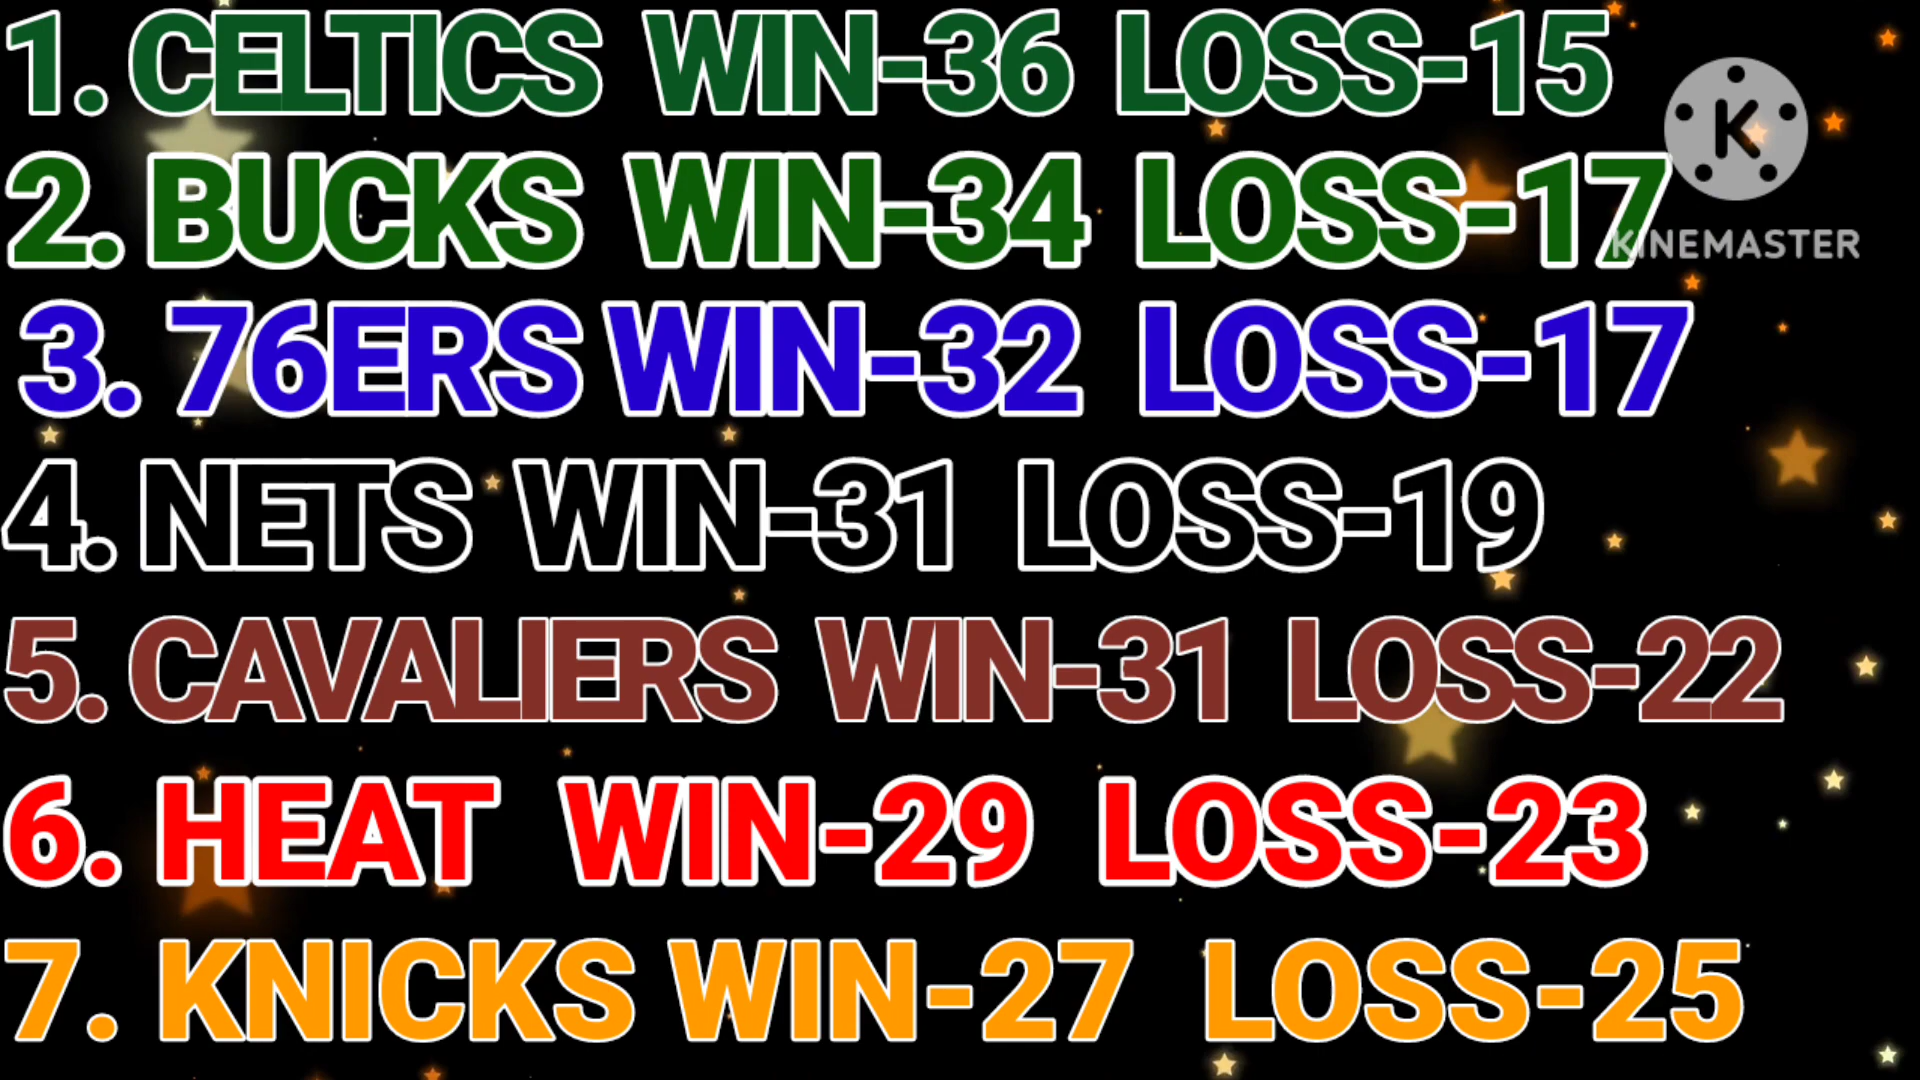 1. CELTICS WIN-36 LOSS-15
2. BUCKS WIN-34 LOSS-17
3. 76ERS WIN-32 LOSS-17
4. NETS WIN-31 LOSS-19
5. CAVALIERS WIN-31 LOSS-22
6. HEAT WIN-29 LOSS-23
7. KNICKS WIN-27 LOSS-25
K
KINEMASTER